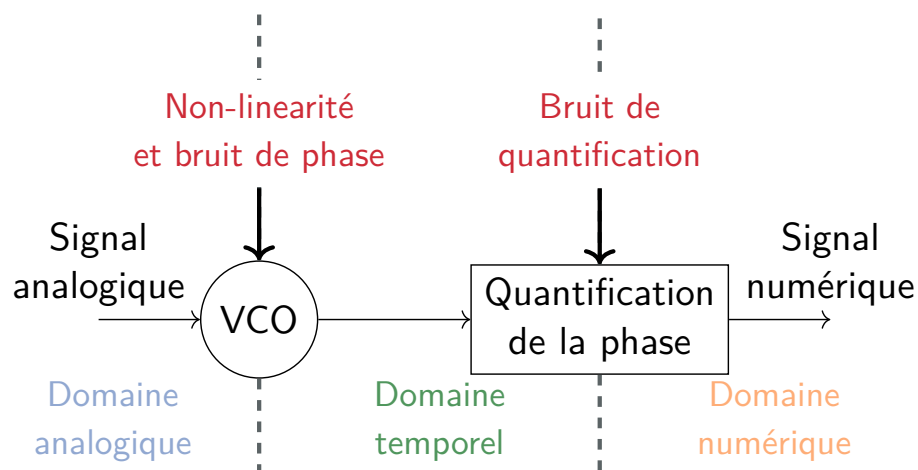 Non-linearité
et bruit de phase
Bruit de
quantification
Signal
analogique
VCO
Quantification
de la phase
Signal
numérique
Domaine
analogique
Domaine
temporel
Domaine
numérique